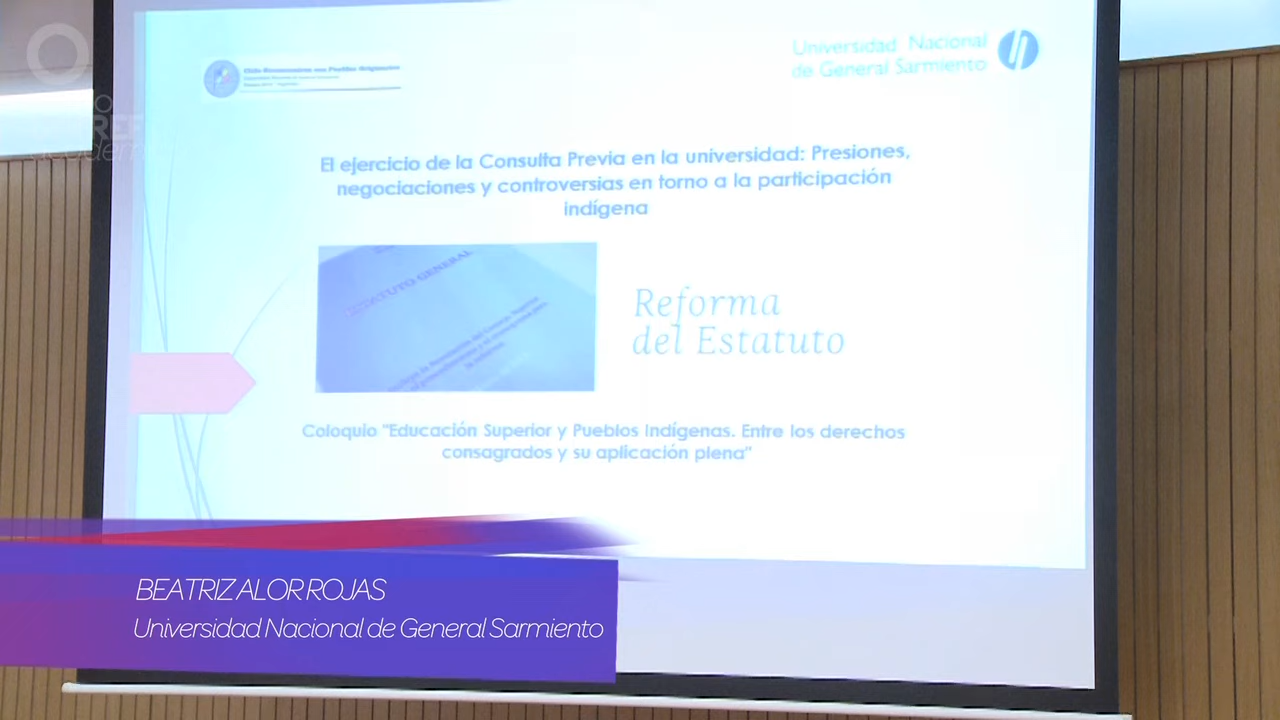 Universidad Nacional
de General Sarmiento
El ejercicio de la Consulta Previa en la universidad: Presiones,
negociaciones y controversias en torno a la participación
indígena
ESTATUTO GENERAL
Reforma
del Estatuto
Coloquio "Educación Superior y Pueblos Indígenas. Entre los derechos
consagrados y su aplicación plena"
BEATRIZ ALOR ROJAS
Universidad Nacional de General Sarmiento